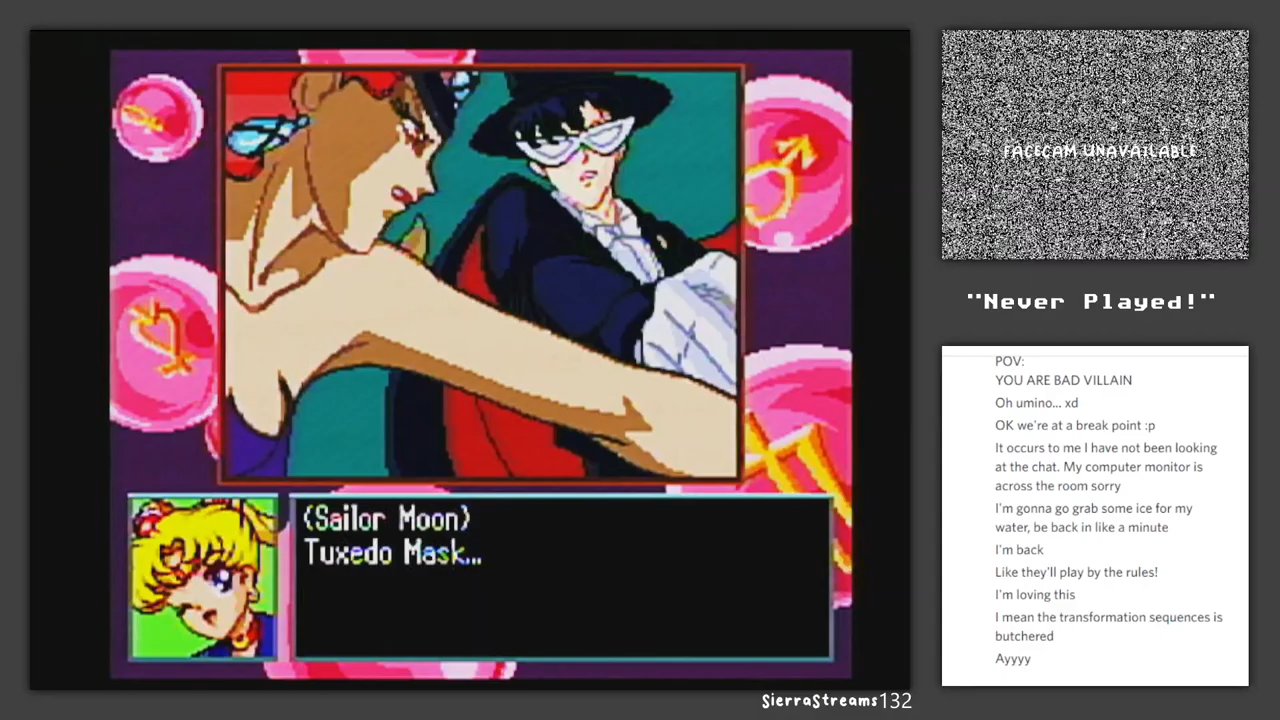 FACECAM UNAVAILABLE
"Never Played!"
POV:
YOU ARE BAD VILLAIN
Oh umino... xd
OK we're at a break point :p
It occurs to me I have not been looking
at the chat. My computer monitor is
across the room sorry
I'm gonna go grab some ice for my
water, be back in like a minute
I'm back
Like they'll play by the rules!
I'm loving this
I mean the transformation sequences is
butchered
Ayyyy
(Sailor Moon)
Tuxedo Mask...
SierraStreams132